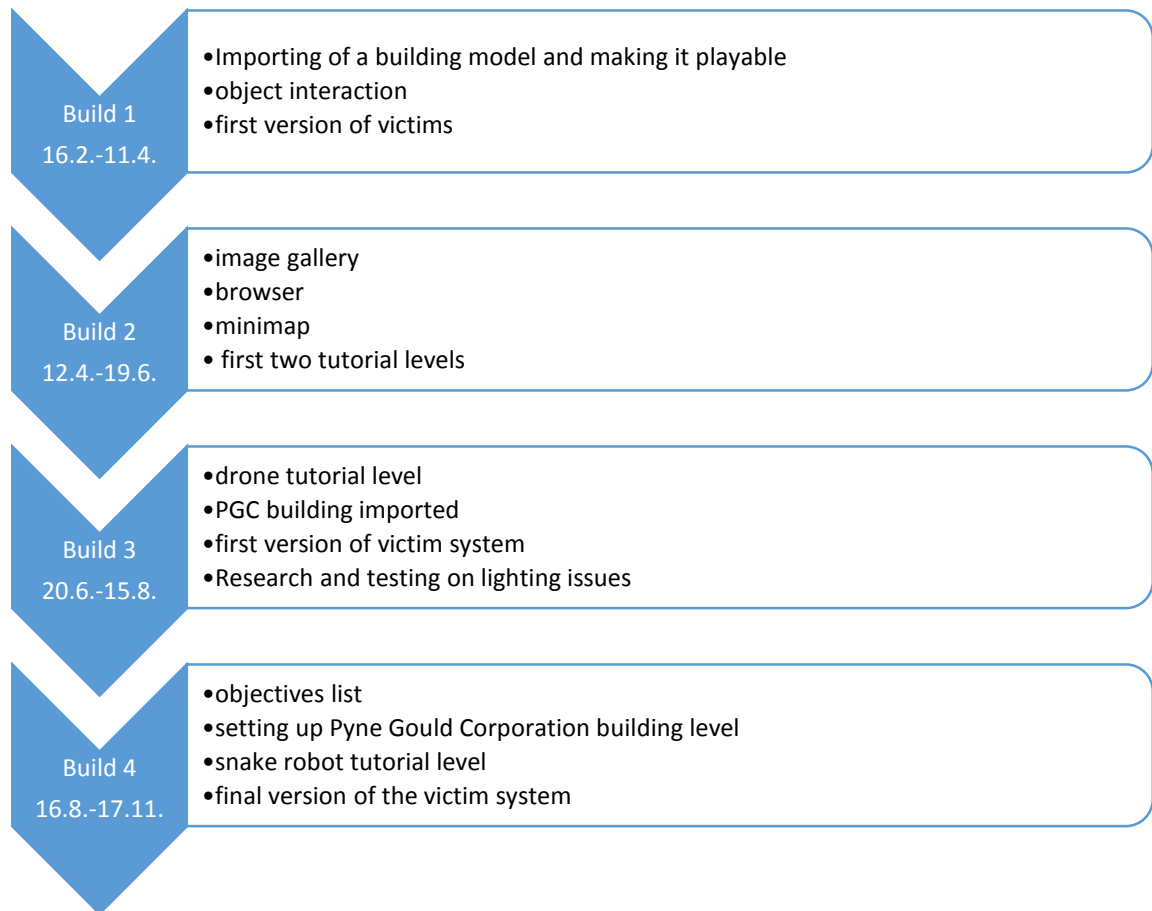 Build 1
16.2.-11.4.
•Importing of a building model and making it playable
•object interaction
•first version of victims
Build 2
12.4.-19.6.
•image gallery
•browser
•minimap
• first two tutorial levels
Build 3
20.6.-15.8.
•drone tutorial level
•PGC building imported
•first version of victim system
•Research and testing on lighting issues
Build 4
16.8.-17.11.
•objectives list
•setting up Pyne Gould Corporation building level
•snake robot tutorial level
•final version of the victim system